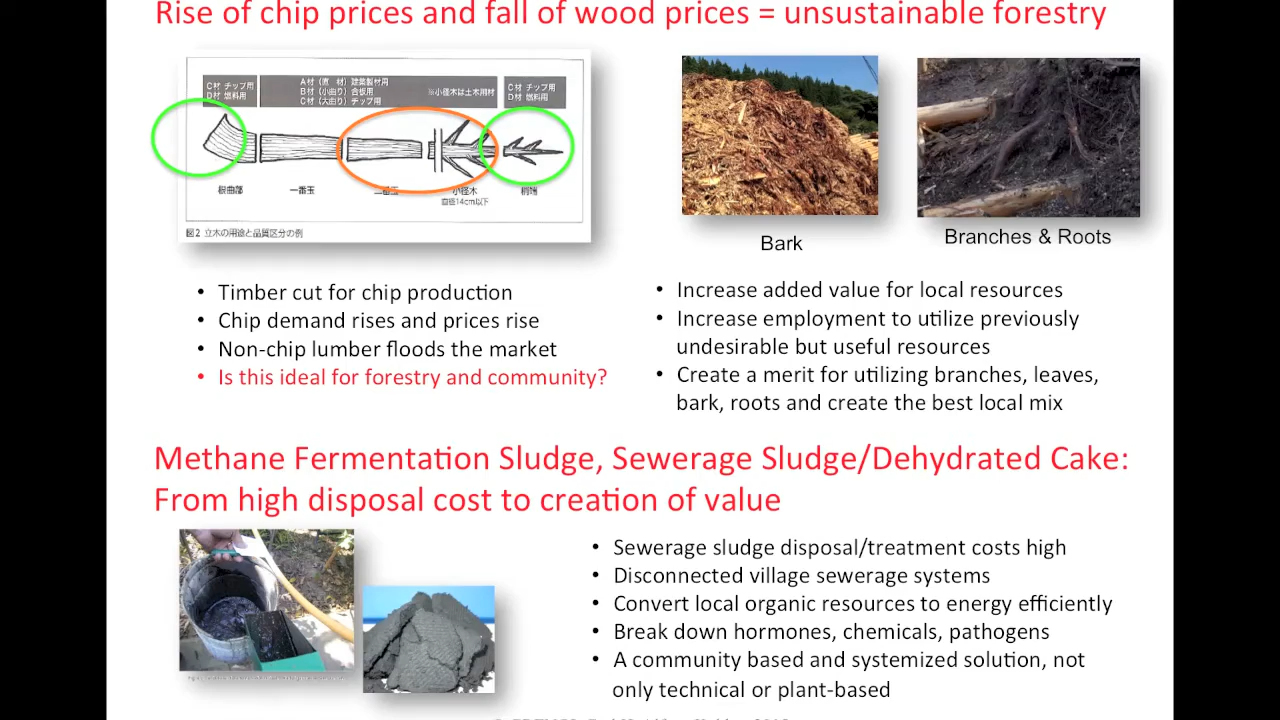 Rise of chip prices and fall of wood prices = unsustainable forestry
C材 チップ用
D材 燃料用
A材（直　材）建築製材用
B材（小曲り）合板用
C材（大曲り）チップ用
※小径木は土木用材
C材 チップ用
D材 燃料用
根曲部
一番玉
二番玉
小径木
直径14cm以下
梢端
図2 立木の用途と品質区分の例
Bark
Branches & Roots
• Timber cut for chip production
• Chip demand rises and prices rise
• Non-chip lumber floods the market
• Is this ideal for forestry and community?
• Increase added value for local resources
• Increase employment to utilize previously
undesirable but useful resources
• Create a merit for utilizing branches, leaves,
bark, roots and create the best local mix
Methane Fermentation Sludge, Sewerage Sludge/Dehydrated Cake:
From high disposal cost to creation of value
• Sewerage sludge disposal/treatment costs high
• Disconnected village sewerage systems
• Convert local organic resources to energy efficiently
• Break down hormones, chemicals, pathogens
• A community based and systemized solution, not
only technical or plant-based